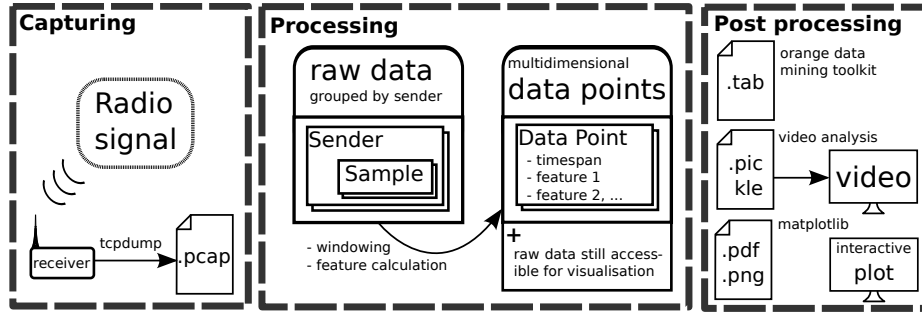 Capturing
Radio
signal
receiver
tcpdump
.pcap
Processing
raw data
grouped by sender
Sender
Sample
- windowing
- feature calculation
multidimensional
data points
Data Point
- timespan
- feature 1
- feature 2, ...
+
raw data still access-
ible for visualisation
Post processing
.tab
orange data
mining toolkit
.pic
kle
video analysis
video
.pdf
.png
matplotlib
interactive
plot